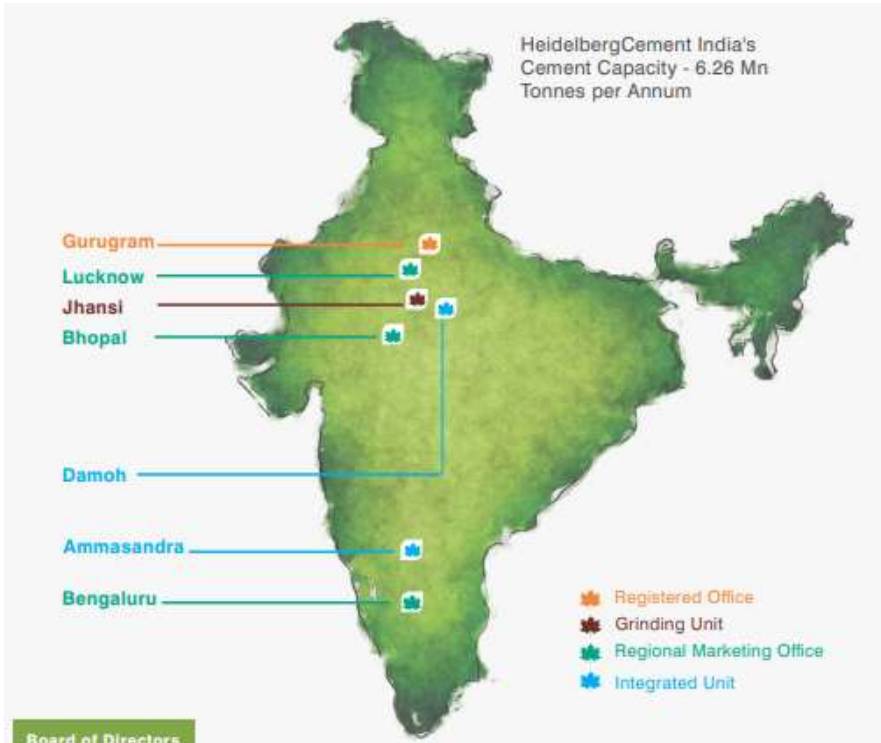 HeidelbergCement India's
Cement Capacity - 6.26 Mn
Tonnes per Annum
Gurugram
Lucknow
Jhansi
Bhopal
Damoh
Ammasandra
Bengaluru
Registered Office
Grinding Unit
Regional Marketing Office
Integrated Unit
Board of Directors